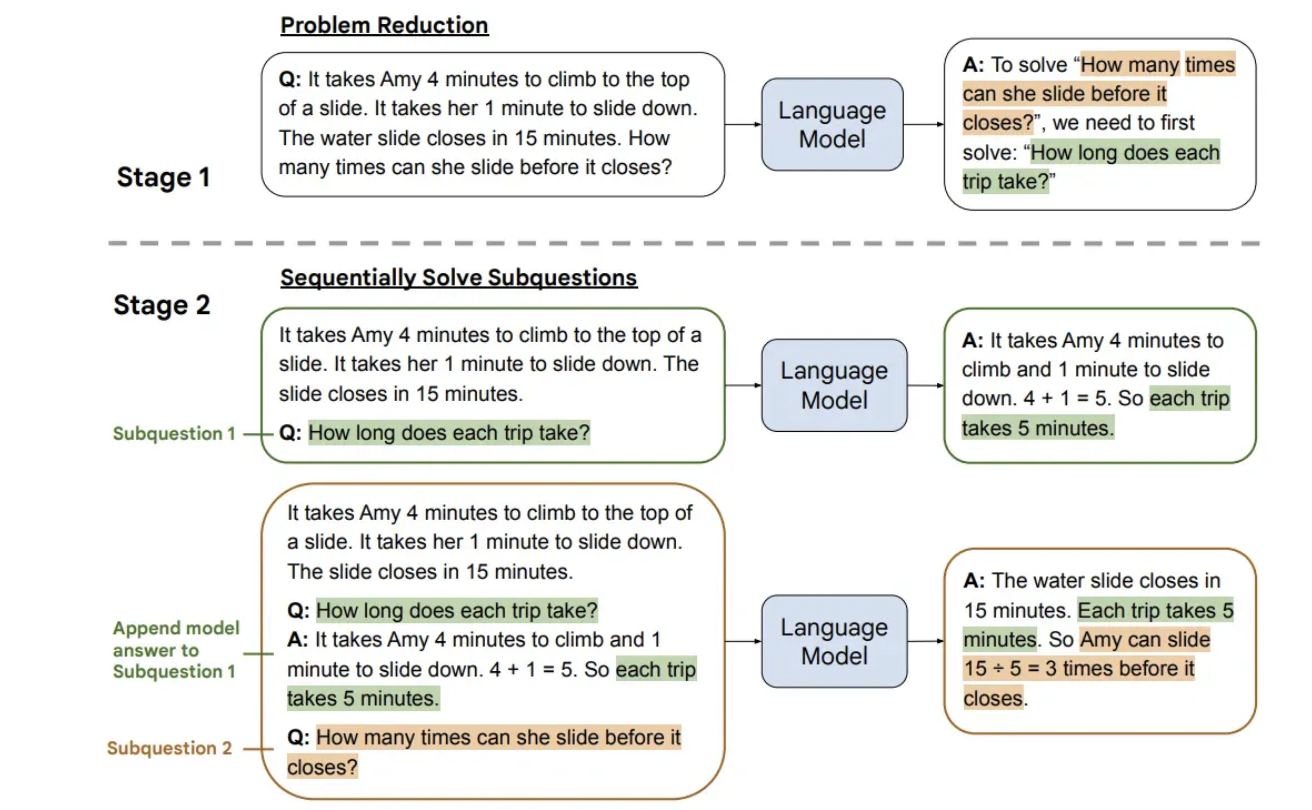 Problem Reduction
Q: It takes Amy 4 minutes to climb to the top
of a slide. It takes her 1 minute to slide down.
The water slide closes in 15 minutes. How
many times can she slide before it closes?
Language
Model
A: To solve “How many times
can she slide before it
closes?”, we need to first
solve: “How long does each
trip take?”
Stage 1
Sequentially Solve Subquestions
Stage 2
It takes Amy 4 minutes to climb to the top of a
slide. It takes her 1 minute to slide down. The
slide closes in 15 minutes.
Subquestion 1
Q: How long does each trip take?
Language
Model
A: It takes Amy 4 minutes to
climb and 1 minute to slide
down. 4 + 1 = 5. So each trip
takes 5 minutes.
It takes Amy 4 minutes to climb to the top of
a slide. It takes her 1 minute to slide down.
The slide closes in 15 minutes.
Q: How long does each trip take?
Append model
answer to
Subquestion 1
A: It takes Amy 4 minutes to climb and 1
minute to slide down. 4 + 1 = 5. So each trip
takes 5 minutes.
Subquestion 2
Q: How many times can she slide before it
closes?
Language
Model
A: The water slide closes in
15 minutes. Each trip takes 5
minutes. So Amy can slide
15 ÷ 5 = 3 times before it
closes.